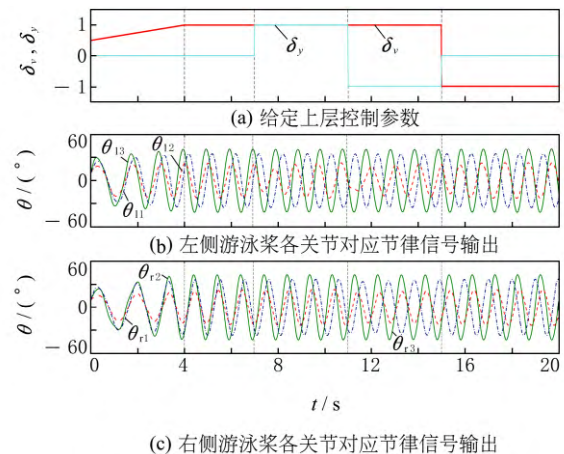 1
0
1
δv , δy
δy
δv
(a) 给定上层控制参数
60
0
60
θ / ( ° )
θ13
θ12
θ11
(b) 左侧游泳桨各关节对应节律信号输出
60
0
60
θ / ( ° )
θr2
θr1
θr3
0 4 8 12 16 20
t / s
(c) 右侧游泳桨各关节对应节律信号输出